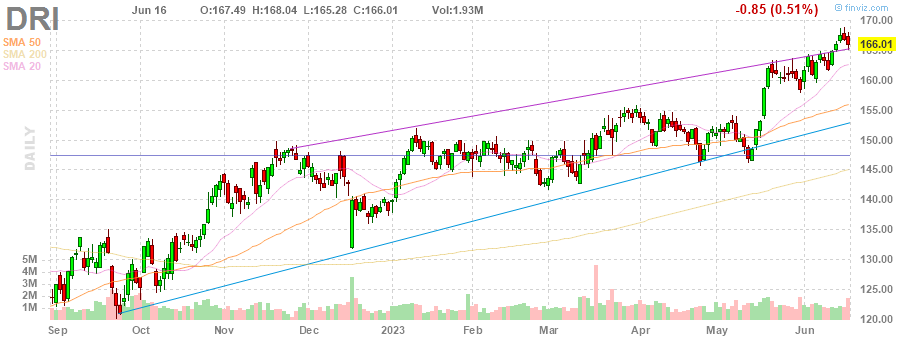 DRI
Jun 16 O:167.49 H:168.04 L:165.28 C:166.01 Vol:1.93M -0.85 (0.51%)
© finviz.com
SMA 50
SMA 200
SMA 20
DAILY
170.00
166.01
165.00
160.00
155.00
150.00
145.00
140.00
135.00
130.00
125.00
120.00
5M
4M
3M
2M
1M
Sep Oct Nov Dec 2023 Feb Mar Apr May Jun